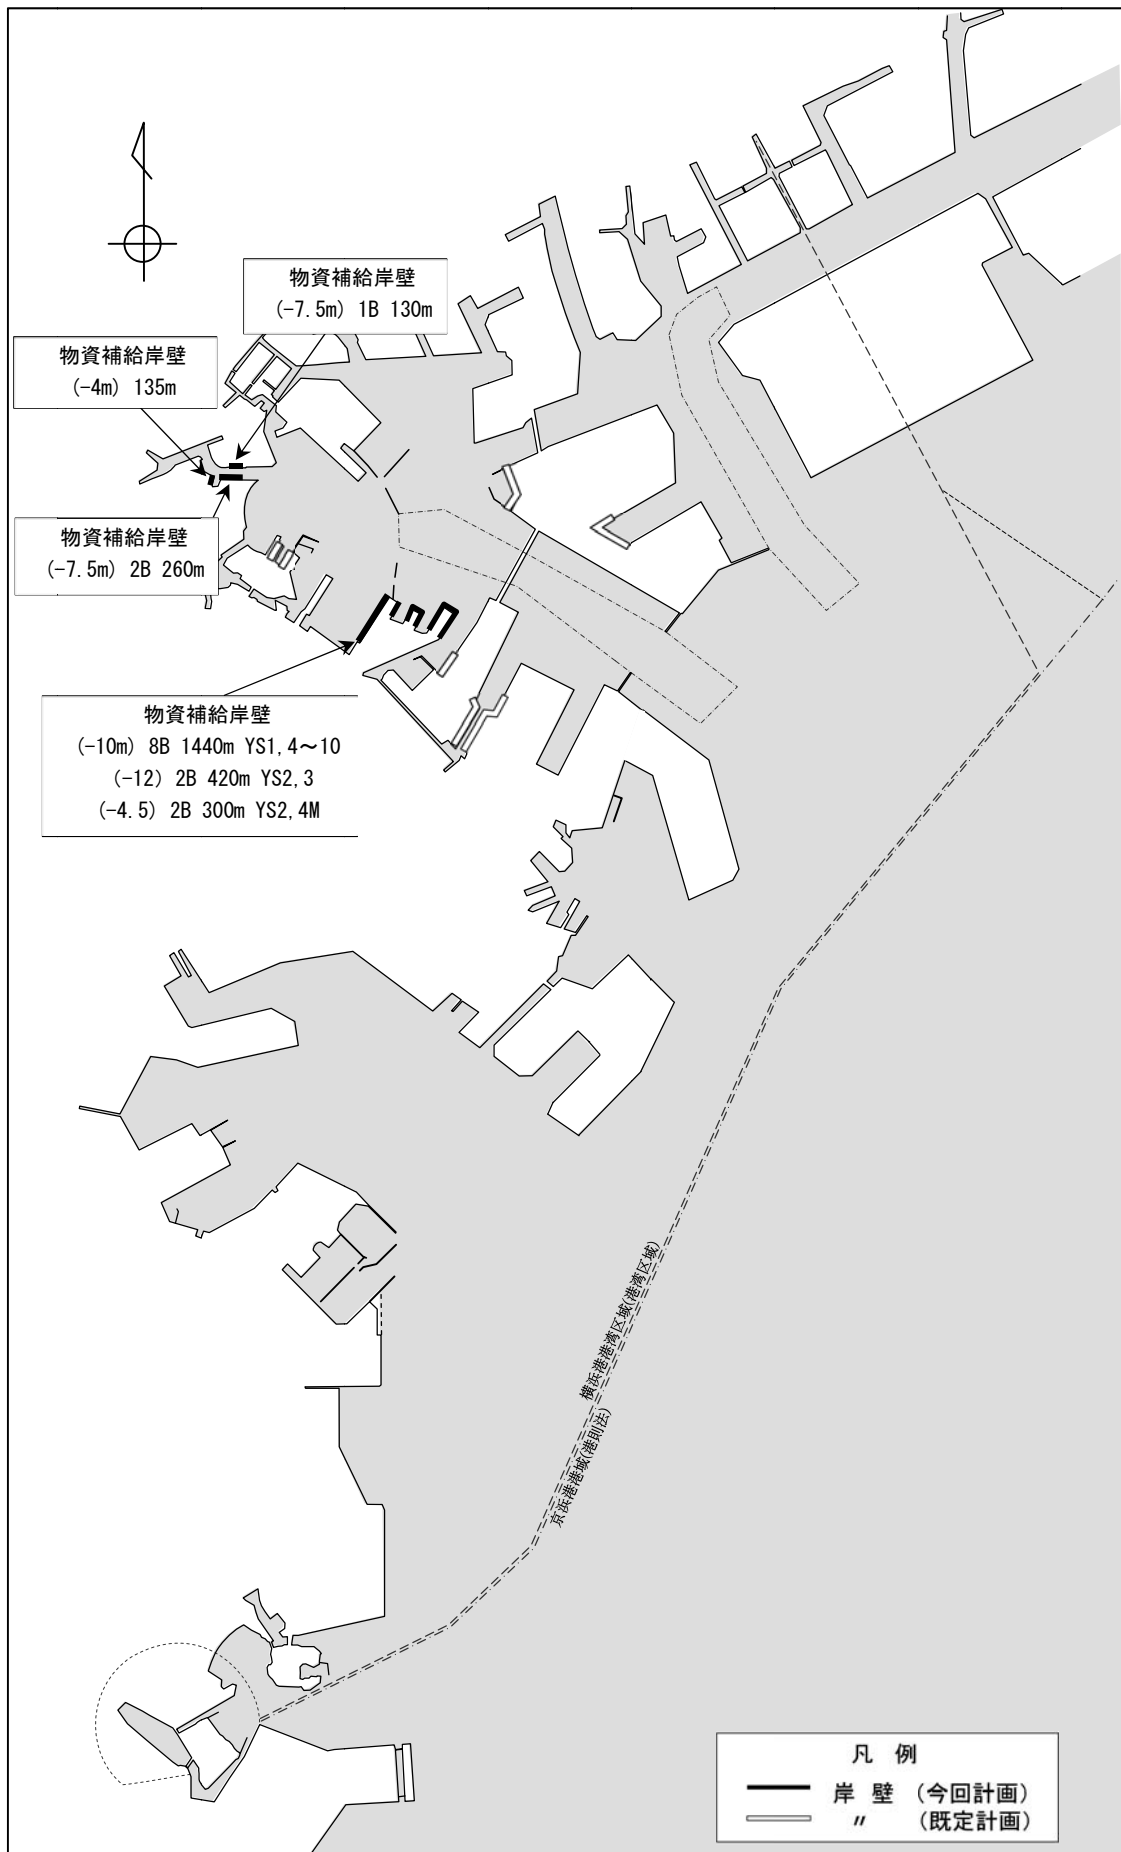 物資補給岸壁
(-7.5m) 1B 130m
物資補給岸壁
(-4m) 135m
物資補給岸壁
(-7.5m) 2B 260m
物資補給岸壁
(-10m) 8B 1440m YS1,4～10
(-12) 2B 420m YS2,3
(-4.5) 2B 300m YS2,4M
横浜港港湾区域(港湾区域)
京浜港港域(港則法)
凡 例
岸 壁 (今回計画)
〃 (既定計画)